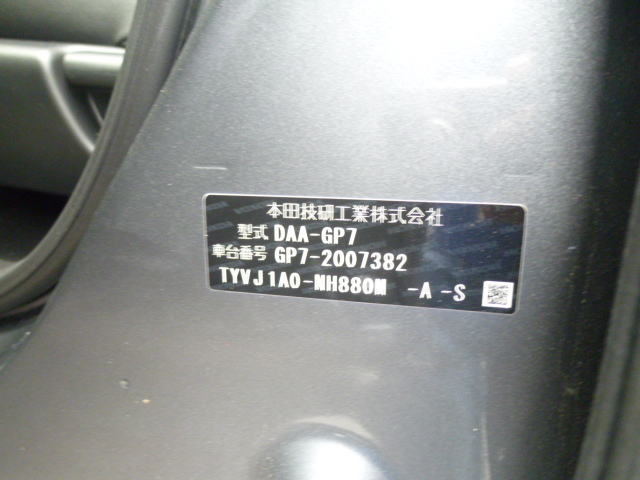 本田技研工業株式会社
型式 DAA-GP7
車台番号 GP7-2007382
TYVJ1AO-NH880M -A -S